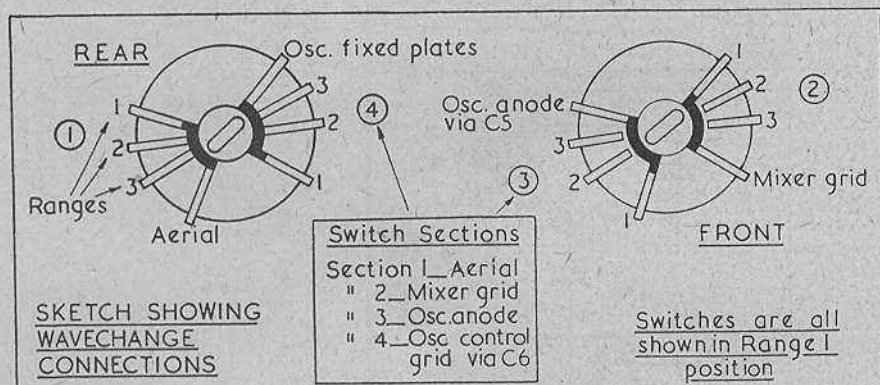 REAR
Osc. fixed plates
1
2
3
1
Ranges
Aerial
3
2
1
4
Osc. anode
via C5
3
2
1
1
2
3
2
Mixer grid
FRONT
3
Switch Sections
Section 1_Aerial
" 2_Mixer grid
" 3_Osc.anode
" 4_Osc control
grid via C6
SKETCH SHOWING
WAVECHANGE
CONNECTIONS
Switches are all
shown in Range 1
position